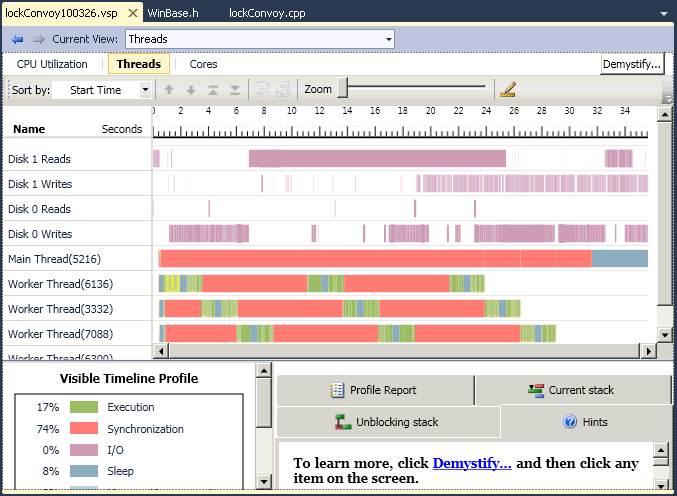 lockConvoy100326.vsp WinBase.h lockConvoy.cpp
Current View: Threads
CPU Utilization Threads Cores Demystify...
Sort by: Start Time Zoom
0 2 4 6 8 10 12 14 16 18 20 22 24 26 28 30 32 34
Name Seconds
Disk 1 Reads
Disk 1 Writes
Disk 0 Reads
Disk 0 Writes
Main Thread(5216)
Worker Thread(6136)
Worker Thread(3332)
Worker Thread(7088)
Worker Thread(6300)
Visible Timeline Profile
17% Execution
74% Synchronization
0% I/O
8% Sleep
Profile Report Current stack
Unblocking stack Hints
To learn more, click Demystify... and then click any
item on the screen.